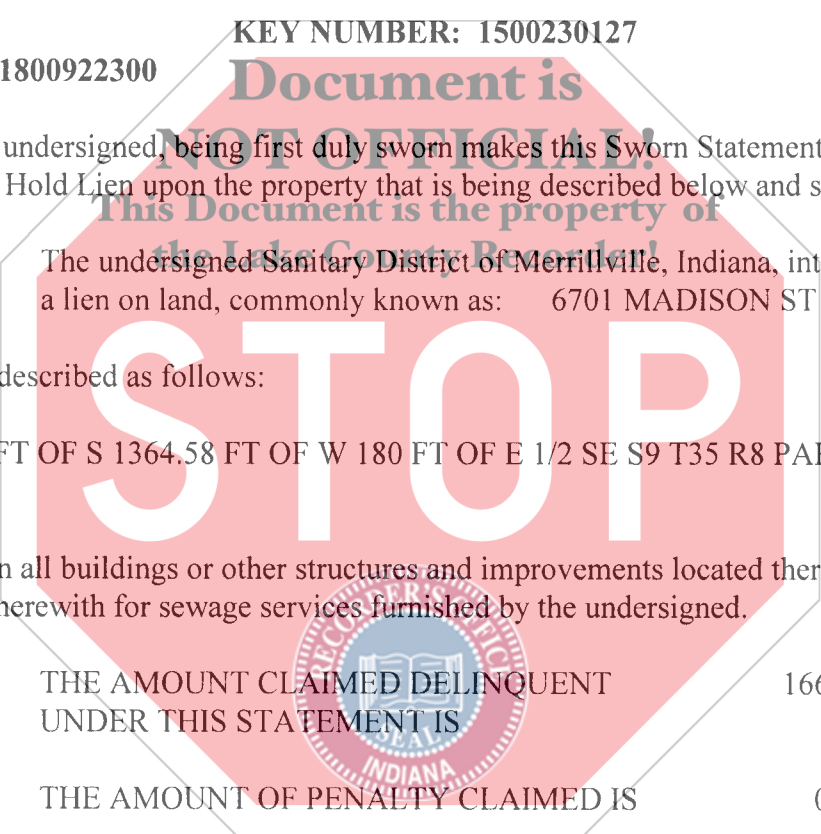 KEY NUMBER: 1500230127
1800922300
Document is
NOT OFFICIAL!
undersigned, being first duly sworn makes this Sworn Statement
Hold Lien upon the property that is being described below and s
This Document is the property of
the Lake County Recorder!
The undersigned Sanitary District of Merrillville, Indiana, int
a lien on land, commonly known as: 6701 MADISON ST
described as follows:
STOP
FT OF S 1364.58 FT OF W 180 FT OF E 1/2 SE S9 T35 R8
n all buildings or other structures and improvements located ther
herewith for sewage services furnished by the undersigned.
RECORDER'S OFFICE
SEAL
INDIANA
THE AMOUNT CLAIMED DELINQUENT 166
UNDER THIS STATEMENT IS
THE AMOUNT OF PENALTY CLAIMED IS